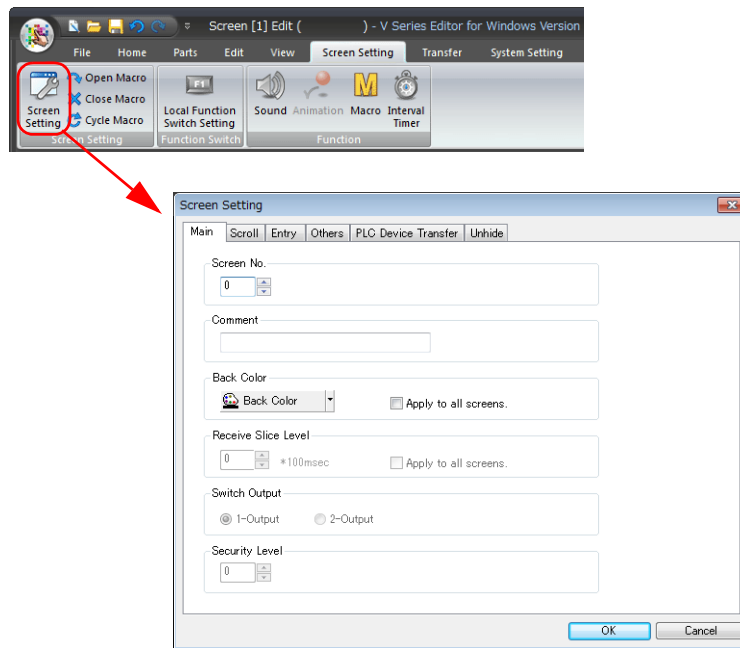 Screen [1] Edit ( ) - V Series Editor for Windows Version
File Home Parts Edit View Screen Setting Transfer System Setting
Screen Setting
Open Macro
Close Macro
Cycle Macro
Screen Setting
F1
Local Function Switch Setting
Function Switch
Sound Animation Macro Interval Timer
Function
Screen Setting
Main Scroll Entry Others PLC Device Transfer Unhide
Screen No.
0
Comment
Back Color
Back Color Apply to all screens.
Receive Slice Level
0 *100msec Apply to all screens.
Switch Output
1-Output 2-Output
Security Level
0
OK Cancel